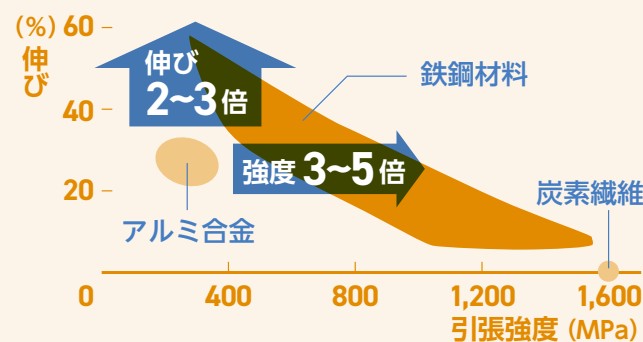 (%) 60
伸び
40
20
0
400
800
1,200
1,600
引張強度 (MPa)
伸び
2〜3倍
鉄鋼材料
強度 3〜5倍
アルミ合金
炭素繊維